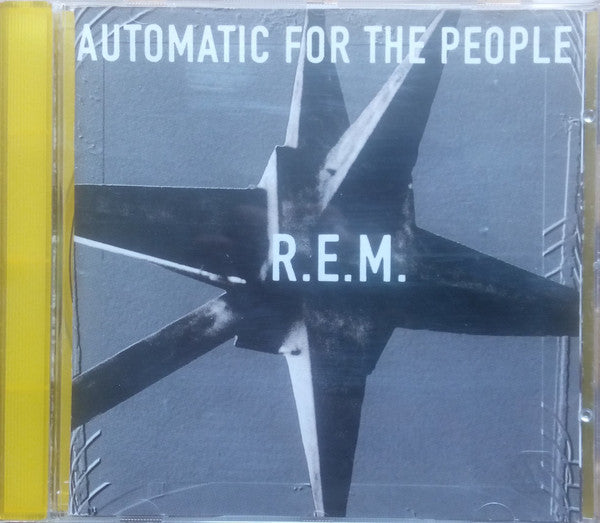 AUTOMATIC FOR THE PEOPLE
R.E.M.